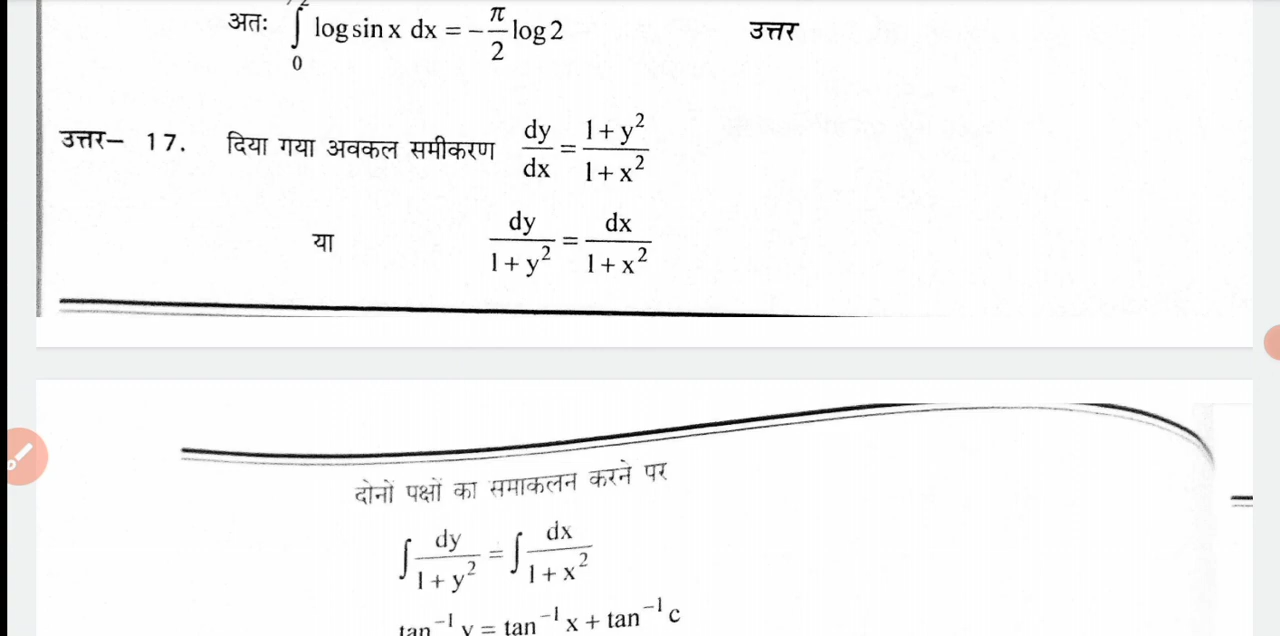 अतः ∫₀ log sin x dx = −π/2 log 2 उत्तर
उत्तर– 17. दिया गया अवकल समीकरण dy/dx = (1 + y²)/(1 + x²)
या dy/(1 + y²) = dx/(1 + x²)
दोनों पक्षों का समाकलन करने पर
∫ dy/(1 + y²) = ∫ dx/(1 + x²)
tan⁻¹ y = tan⁻¹ x + tan⁻¹ c